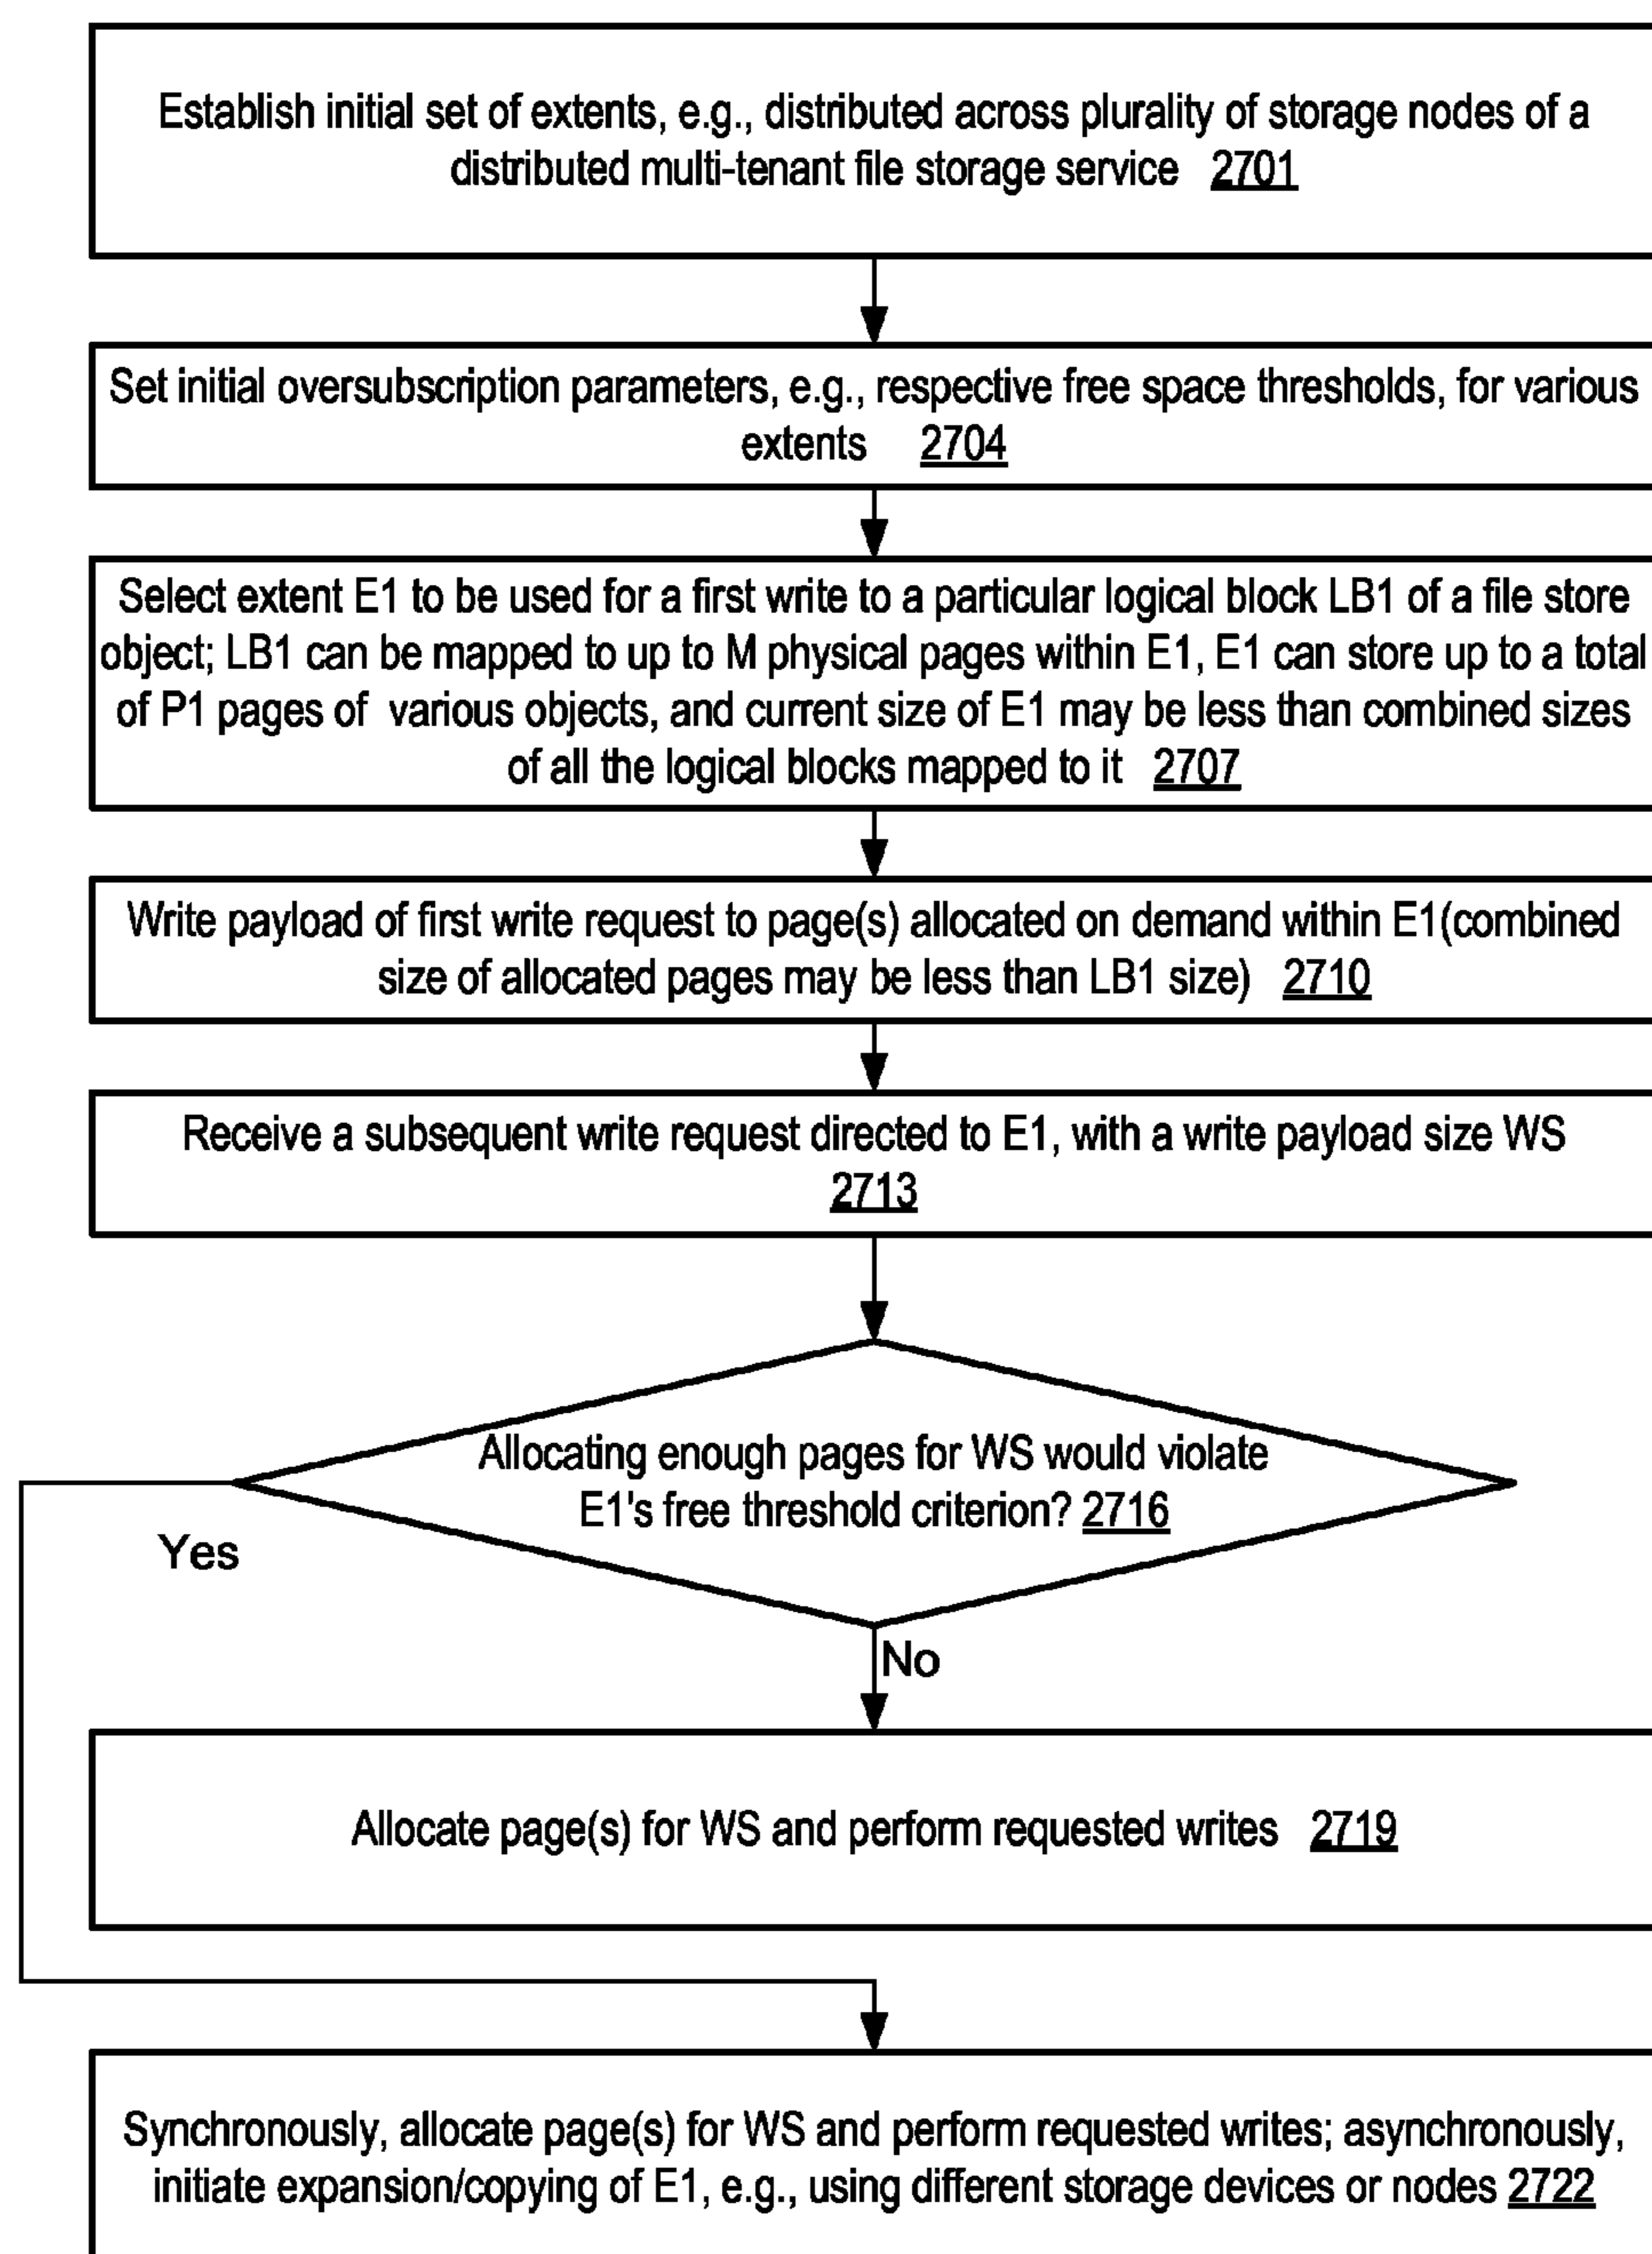 Establish initial set of extents, e.g., distributed across plurality of storage nodes of a
distributed multi-tenant file storage service 2701
Set initial oversubscription parameters, e.g., respective free space thresholds, for various
extents 2704
Select extent E1 to be used for a first write to a particular logical block LB1 of a file store
object; LB1 can be mapped to up to M physical pages within E1, E1 can store up to a total
of P1 pages of various objects, and current size of E1 may be less than combined sizes
of all the logical blocks mapped to it 2707
Write payload of first write request to page(s) allocated on demand within E1(combined
size of allocated pages may be less than LB1 size) 2710
Receive a subsequent write request directed to E1, with a write payload size WS
2713
Allocating enough pages for WS would violate
E1's free threshold criterion? 2716
Yes
No
Allocate page(s) for WS and perform requested writes 2719
Synchronously, allocate page(s) for WS and perform requested writes; asynchronously,
initiate expansion/copying of E1, e.g., using different storage devices or nodes 2722